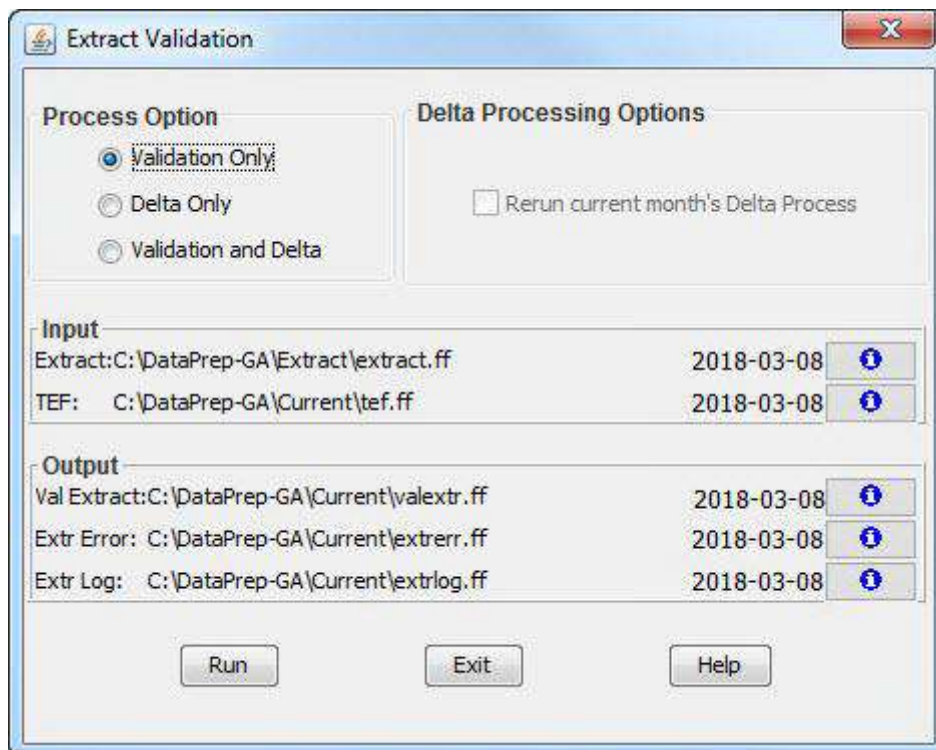 Extract Validation
Process Option
Validation Only
Delta Only
Validation and Delta
Delta Processing Options
Rerun current month's Delta Process
Input
Extract:C:\DataPrep-GA\Extract\extract.ff 2018-03-08
TEF: C:\DataPrep-GA\Current\tef.ff 2018-03-08
Output
Val Extract:C:\DataPrep-GA\Current\valextr.ff 2018-03-08
Extr Error: C:\DataPrep-GA\Current\extrerr.ff 2018-03-08
Extr Log: C:\DataPrep-GA\Current\extrlog.ff 2018-03-08
Run Exit Help